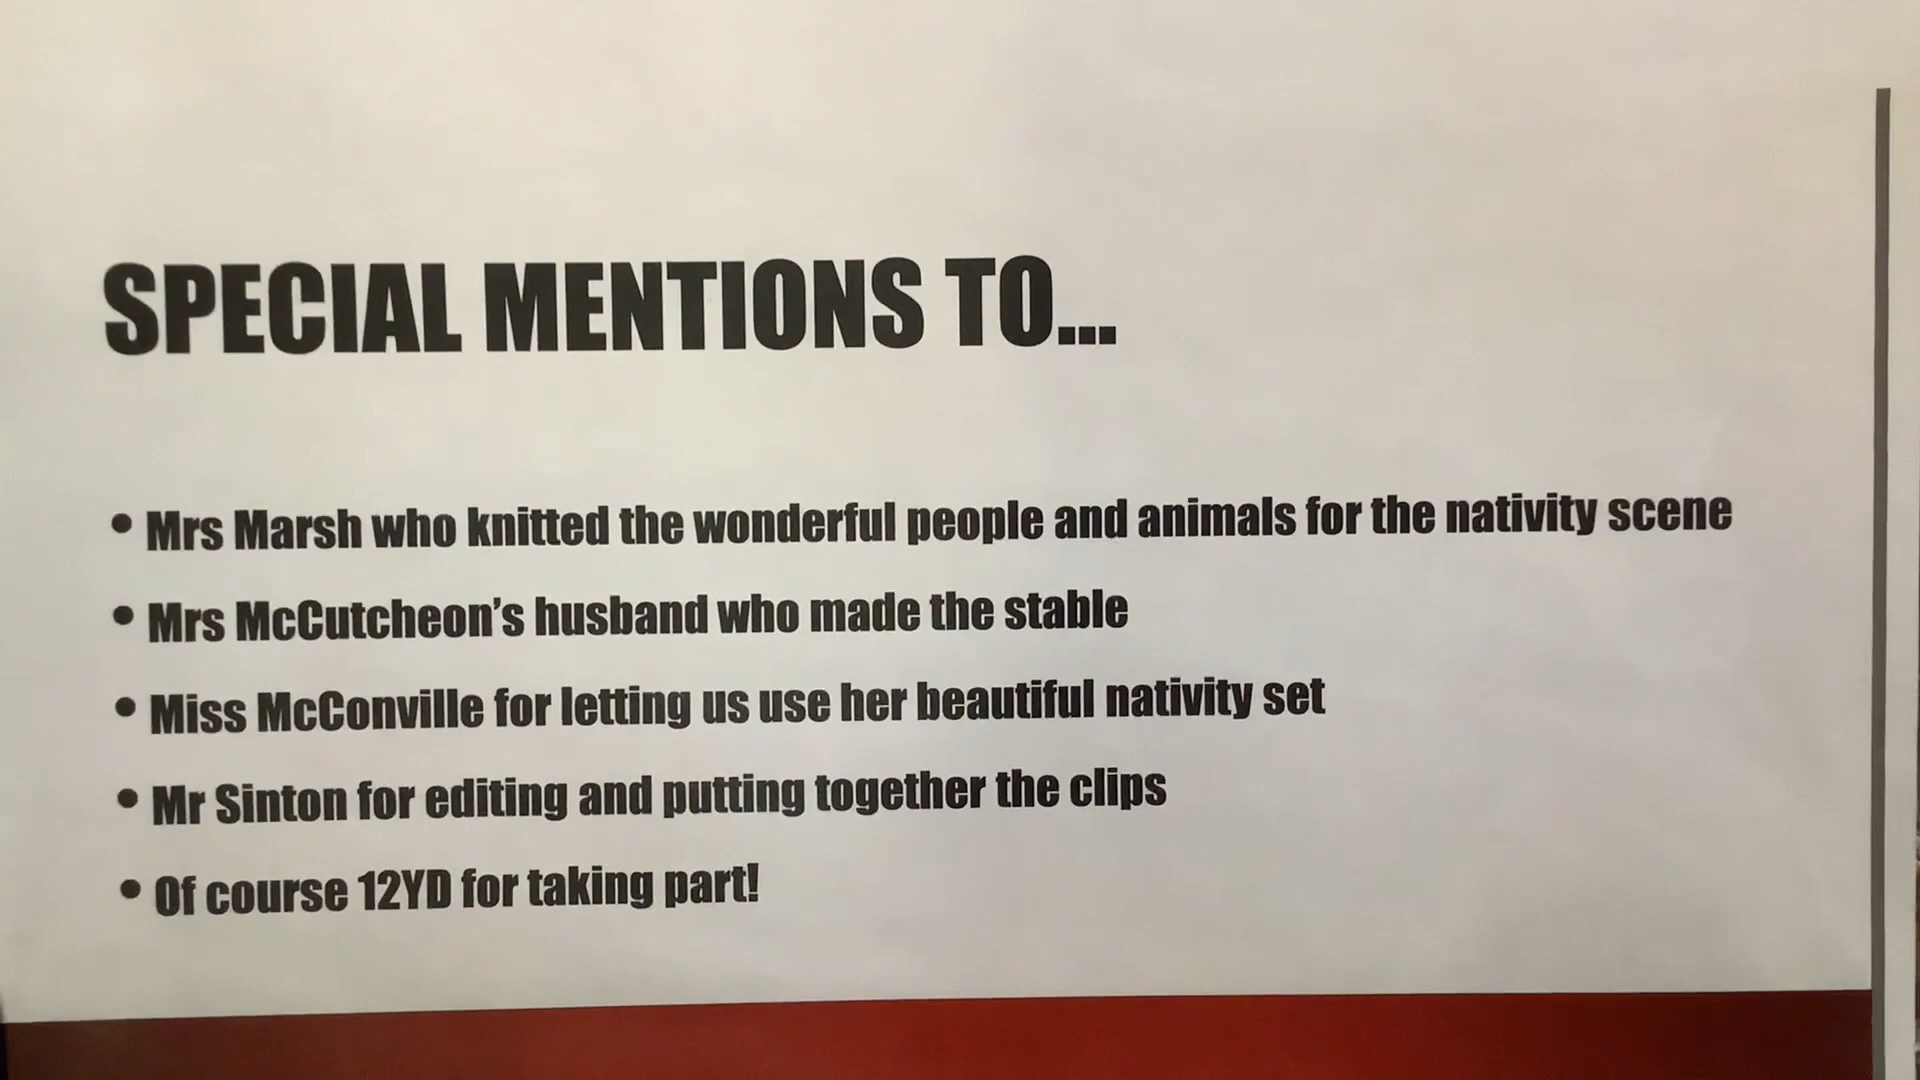 SPECIAL MENTIONS TO...
• Mrs Marsh who knitted the wonderful people and animals for the nativity scene
• Mrs McCutcheon’s husband who made the stable
• Miss McConville for letting us use her beautiful nativity set
• Mr Sinton for editing and putting together the clips
• Of course 12YD for taking part!